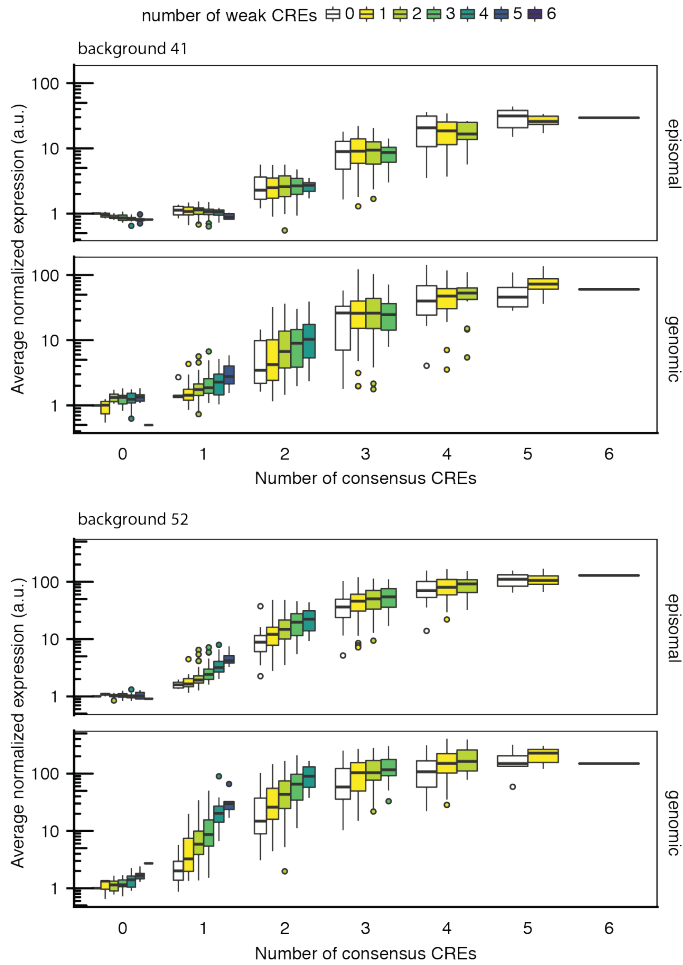 number of weak CREs 0 1 2 3 4 5 6
background 41
Average normalized expression (a.u.)
100
10
1
episomal
100
10
1
genomic
0 1 2 3 4 5 6
Number of consensus CREs
background 52
Average normalized expression (a.u.)
100
10
1
episomal
100
10
1
genomic
0 1 2 3 4 5 6
Number of consensus CREs